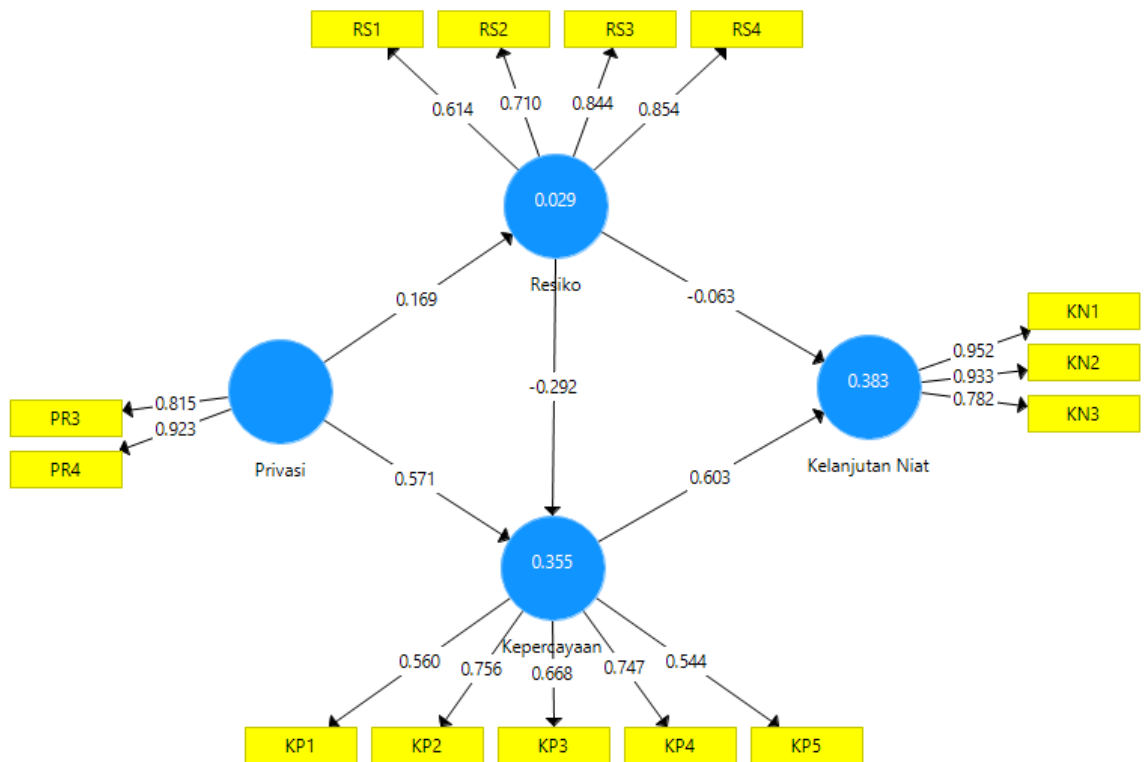 RS1 RS2 RS3 RS4
0.614 0.710 0.844 0.854
0.029
Resiko
0.169
-0.063
-0.292
KN1
0.952
KN2
0.933
0.383
KN3
0.782
Kelanjutan Niat
PR3
0.815
PR4
0.923
Privasi
0.571
0.603
0.355
Kepercayaan
0.560 0.756 0.668 0.747 0.544
KP1 KP2 KP3 KP4 KP5